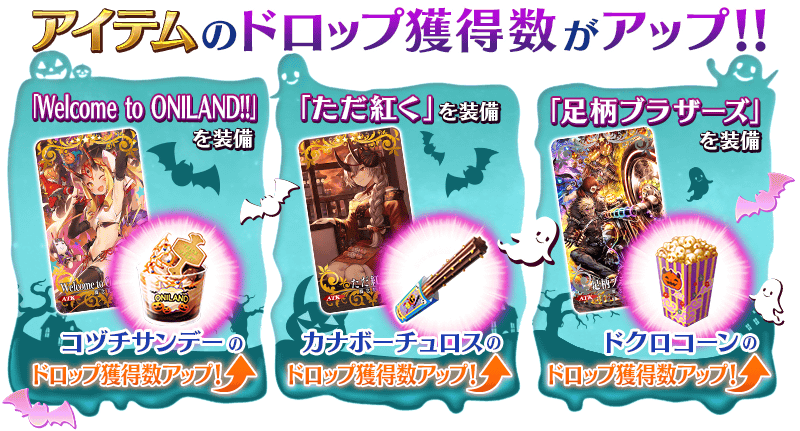 アイテムのドロップ獲得数がアップ!!
「Welcome to ONILAND!!」
を装備
ATK
ONILAND
コヅチサンデーの
ドロップ獲得数アップ!
「ただ紅く」を装備
ATK
カナボーチュロスの
ドロップ獲得数アップ!
「足柄ブラザーズ」
を装備
ATK
ドクロコーンの
ドロップ獲得数アップ!